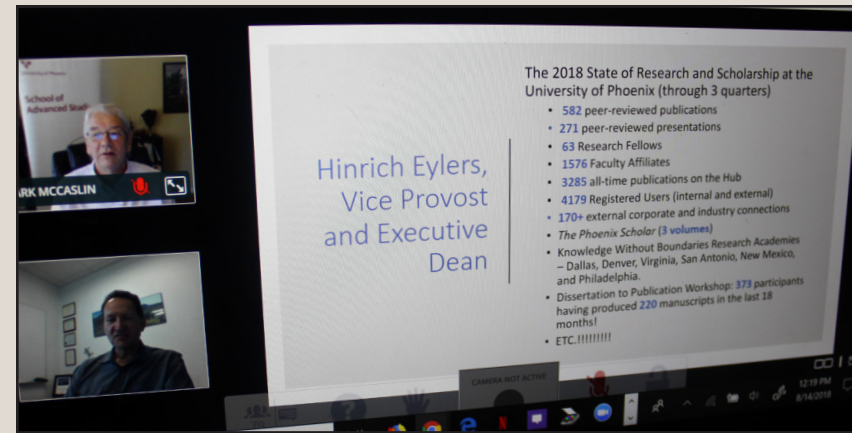 School of
Advanced Stud
ARK MCCASLIN
Hinrich Eylers,
Vice Provost
and Executive
Dean
The 2018 State of Research and Scholarship at the
University of Phoenix (through 3 quarters)
• 582 peer-reviewed publications
• 271 peer-reviewed presentations
• 63 Research Fellows
• 1576 Faculty Affiliates
• 3285 all-time publications on the Hub
• 4179 Registered Users (internal and external)
• 170+ external corporate and industry connections
• The Phoenix Scholar (3 volumes)
• Knowledge Without Boundaries Research Academies
– Dallas, Denver, Virginia, San Antonio, New Mexico,
and Philadelphia.
• Dissertation to Publication Workshop: 373 participants
having produced 220 manuscripts in the last 18
months!
• ETC.!!!!!!!!!
CAMERA NOT ACTIVE
12:19 PM
8/14/2018